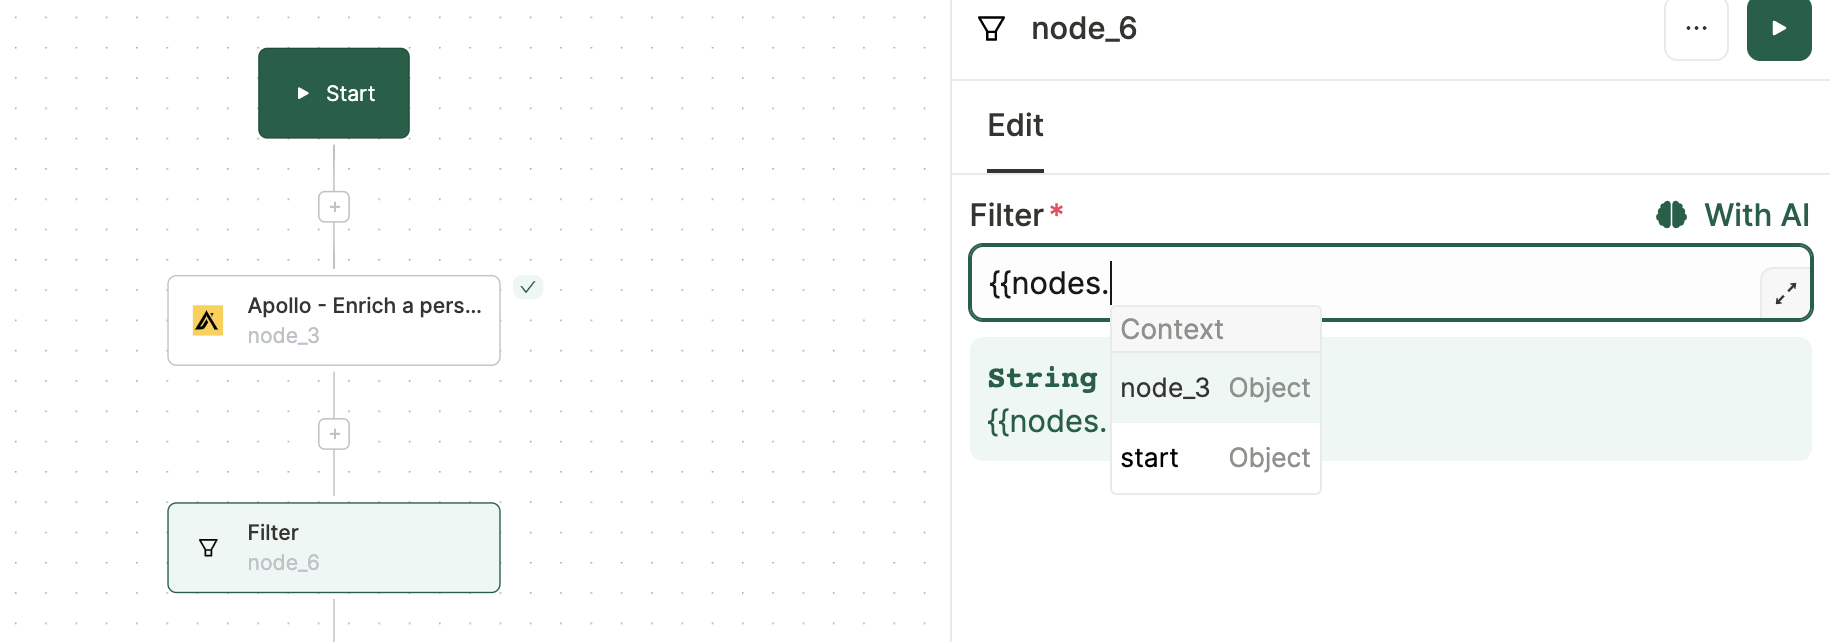 Start
Apollo - Enrich a pers...
node_3
Filter
node_6
node_6
Edit
Filter*
With AI
{{nodes.
Context
node_3 Object
start Object
String
{{nodes.